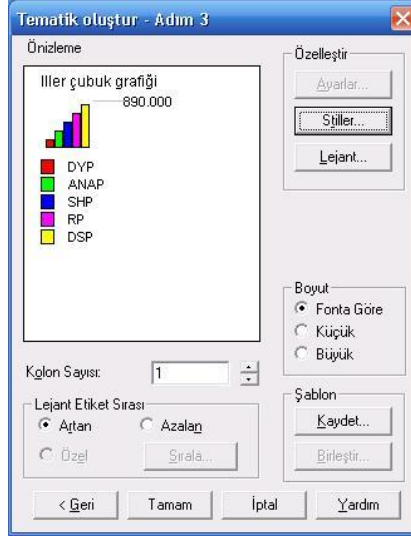 Tematik oluştur - Adım 3
Önizleme
Iller çubuk grafiği
890.000
DYP
ANAP
SHP
RP
DSP
Özelleştir
Ayarlar...
Stiller...
Lejant...
Boyut
Fonta Göre
Küçük
Büyük
Kolon Sayısı:
1
Lejant Etiket Sırası
Artan
Azalan
Özel
Sırala...
Şablon
Kaydet...
Birleştir...
< Geri
Tamam
İptal
Yardım